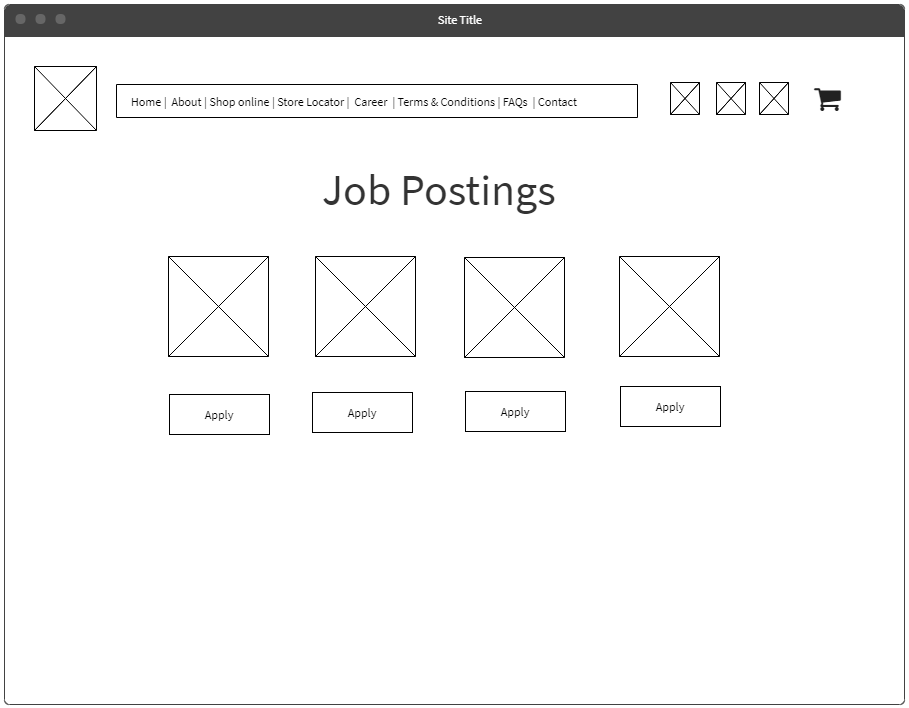 Site Title
Home | About | Shop online | Store Locator | Career | Terms & Conditions | FAQs | Contact
Job Postings
Apply
Apply
Apply
Apply